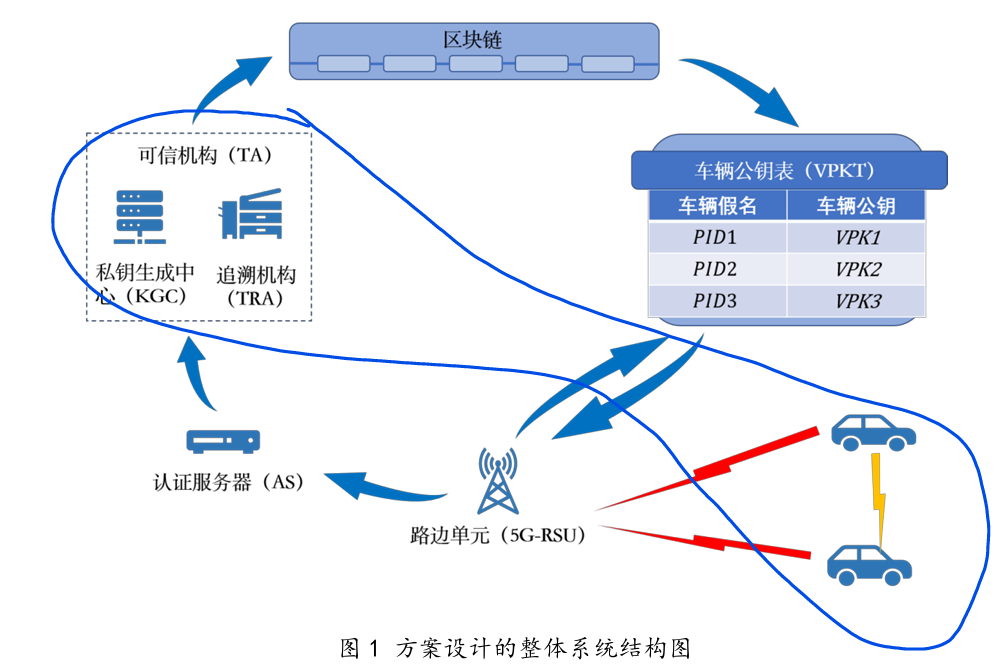 区块链
可信机构（TA）
私钥生成中
心（KGC）
追溯机构
（TRA）
车辆公钥表（VPKT）
车辆假名 车辆公钥
PID1 VPK1
PID2 VPK2
PID3 VPK3
认证服务器（AS）
路边单元（5G-RSU）
图 1 方案设计的整体系统结构图